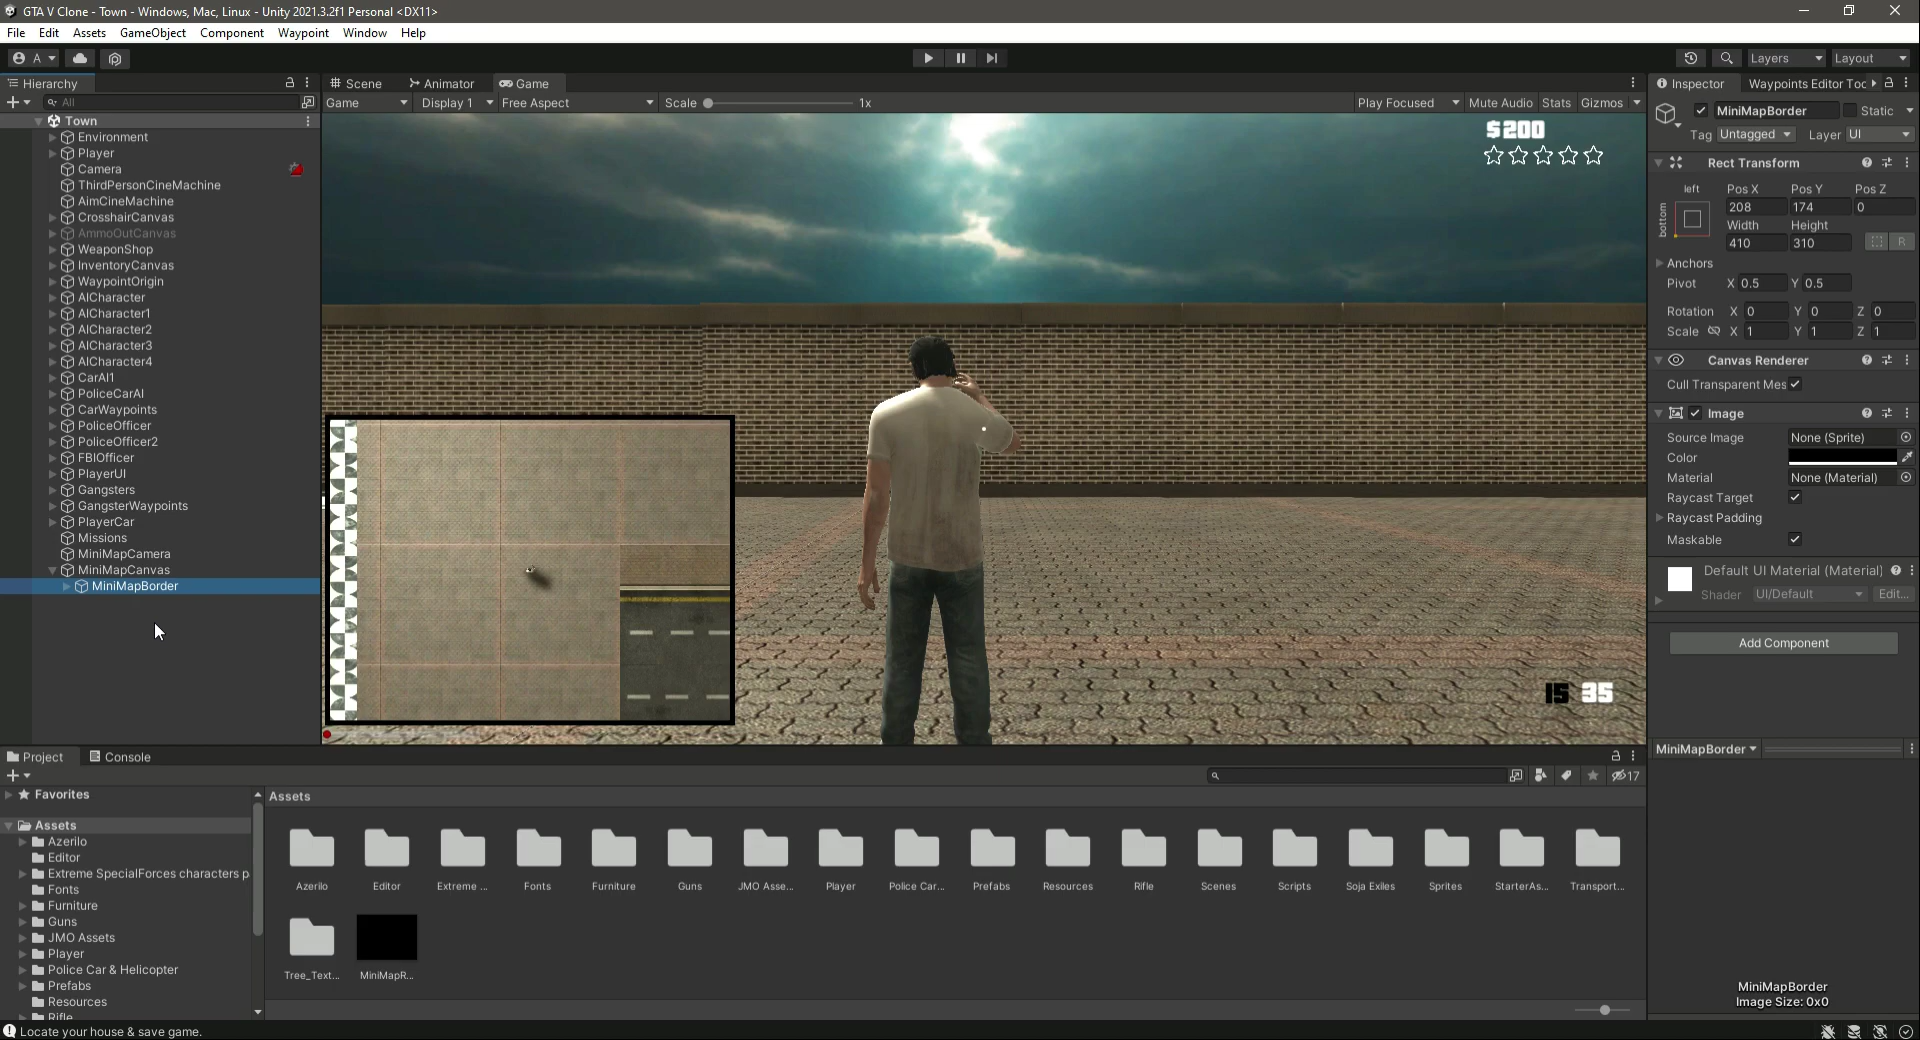 GTA V Clone - Town - Windows, Mac, Linux - Unity 2021.3.2f1 Personal <DX11>
File Edit Assets GameObject Component Waypoint Window Help
A Layers Layout
Hierarchy
All
Town
Environment
Player
Camera
ThirdPersonCineMachine
AimCineMachine
CrosshairCanvas
AmmoOutCanvas
WeaponShop
InventoryCanvas
WaypointOrigin
AICharacter
AICharacter1
AICharacter2
AICharacter3
AICharacter4
CarAI1
PoliceCarAI
CarWaypoints
PoliceOfficer
PoliceOfficer2
FBIOfficer
PlayerUI
Gangsters
GangsterWaypoints
PlayerCar
Missions
MiniMapCamera
MiniMapCanvas
MiniMapBorder
Scene Animator Game
Game Display 1 Free Aspect Scale 1x Play Focused Mute Audio Stats Gizmos
$200
15 35
Inspector Waypoints Editor Toc
MiniMapBorder Static
Tag Untagged Layer UI
Rect Transform
left Pos X Pos Y Pos Z
bottom 208 174 0
Width Height
410 310 R
Anchors
Pivot X 0.5 Y 0.5
Rotation X 0 Y 0 Z 0
Scale X 1 Y 1 Z 1
Canvas Renderer
Cull Transparent Mes
Image
Source Image None (Sprite)
Color
Material None (Material)
Raycast Target
Raycast Padding
Maskable
Default UI Material (Material)
Shader UI/Default Edit...
Add Component
MiniMapBorder
MiniMapBorder
Image Size: 0x0
Project Console
17
Favorites
Assets
Azerilo
Editor
Extreme SpecialForces characters p
Fonts
Furniture
Guns
JMO Assets
Player
Police Car & Helicopter
Prefabs
Resources
Rifle
Assets
Azerilo Editor Extreme ... Fonts Furniture Guns JMO Asse... Player Police Car... Prefabs Resources Rifle Scenes Scripts Soja Exiles Sprites StarterAs... Transport...
Tree_Text... MiniMapR...
Locate your house & save game.